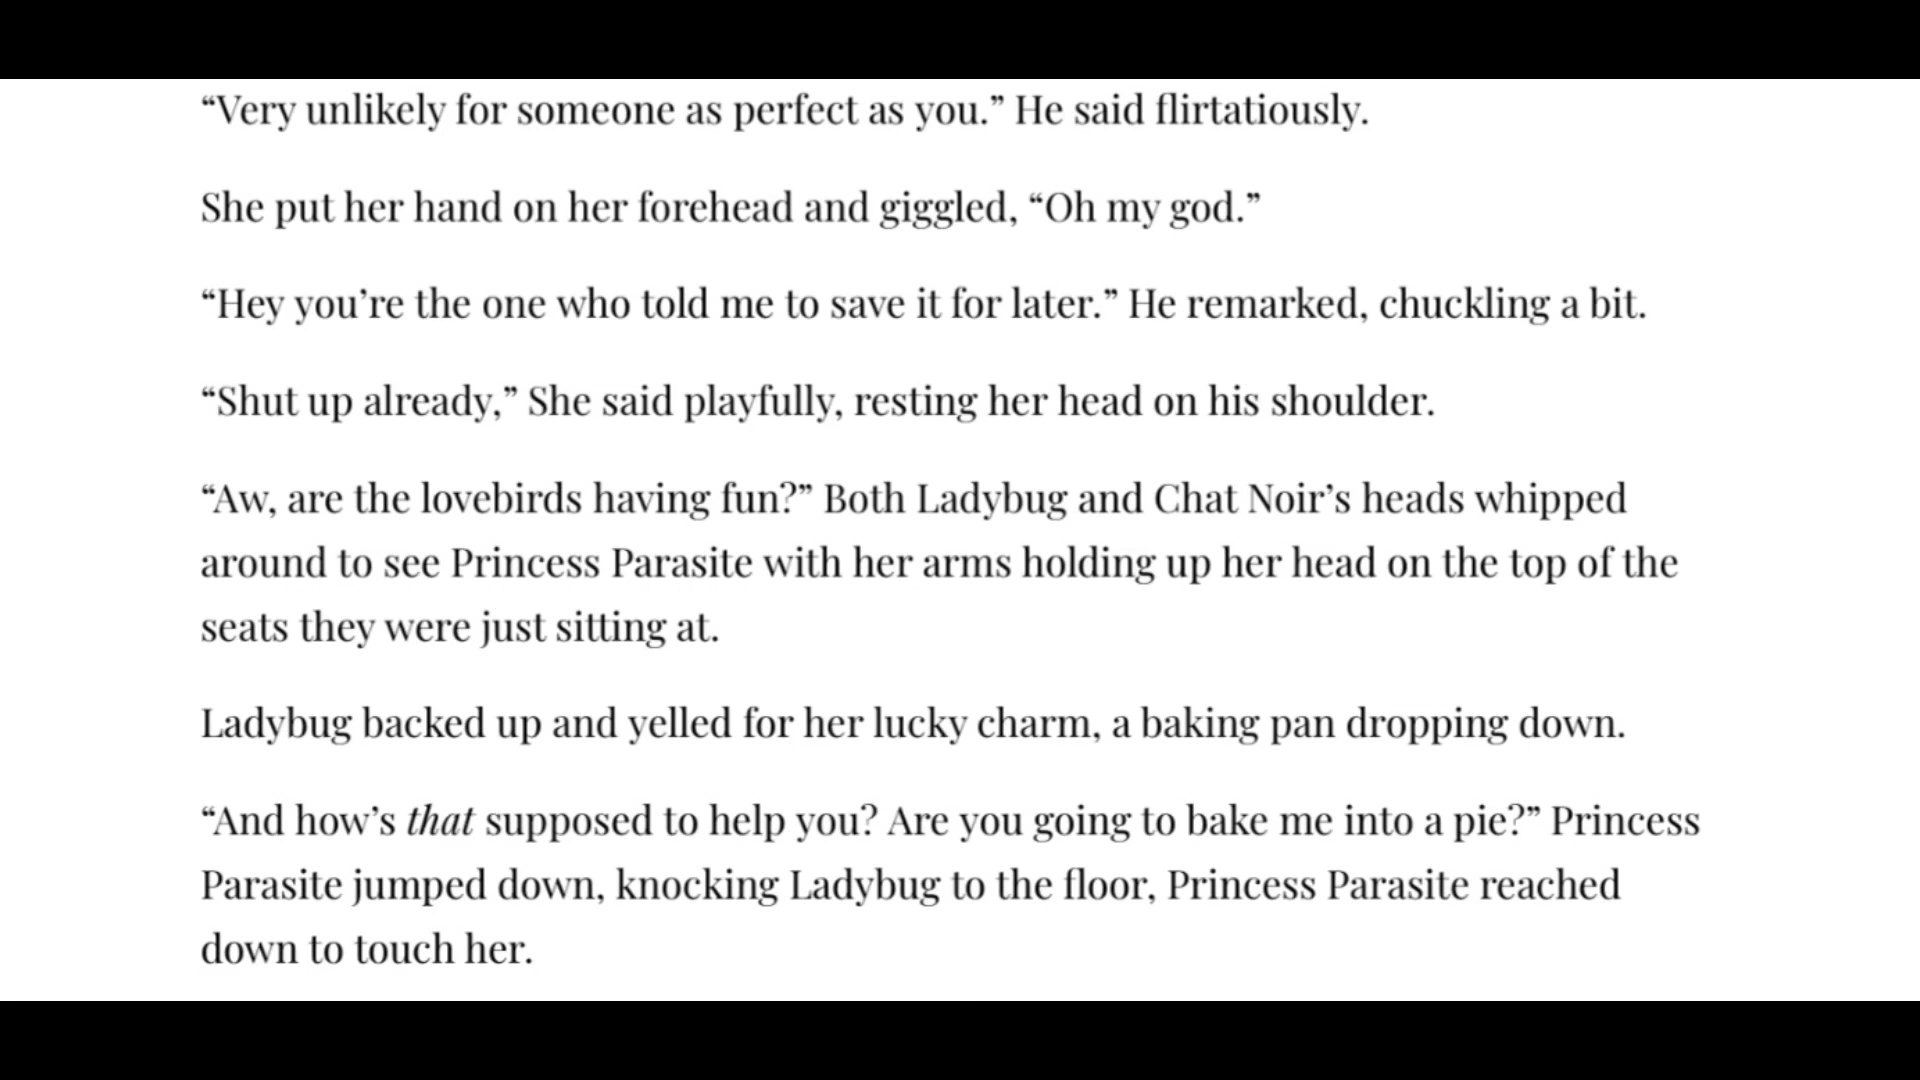 “Very unlikely for someone as perfect as you.” He said flirtatiously.
She put her hand on her forehead and giggled, “Oh my god.”
“Hey you’re the one who told me to save it for later.” He remarked, chuckling a bit.
“Shut up already,” She said playfully, resting her head on his shoulder.
“Aw, are the lovebirds having fun?” Both Ladybug and Chat Noir’s heads whipped
around to see Princess Parasite with her arms holding up her head on the top of the
seats they were just sitting at.
Ladybug backed up and yelled for her lucky charm, a baking pan dropping down.
“And how’s that supposed to help you? Are you going to bake me into a pie?” Princess
Parasite jumped down, knocking Ladybug to the floor, Princess Parasite reached
down to touch her.